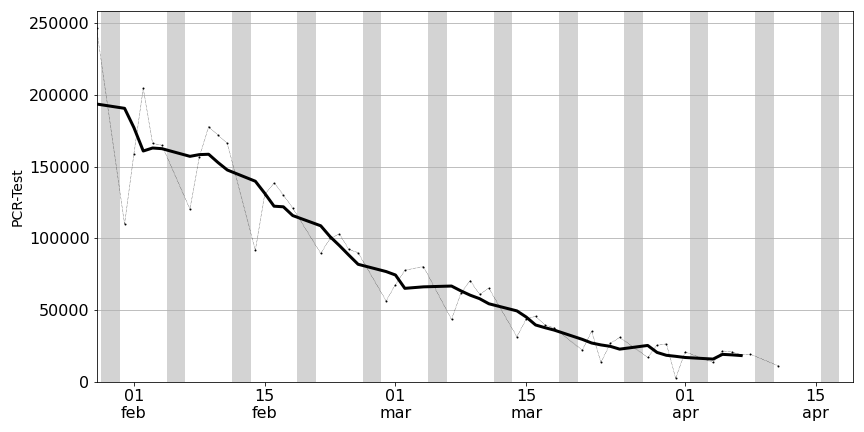 250000
200000
150000
100000
50000
0
PCR-Test
01 feb
15 feb
01 mar
15 mar
01 apr
15 apr